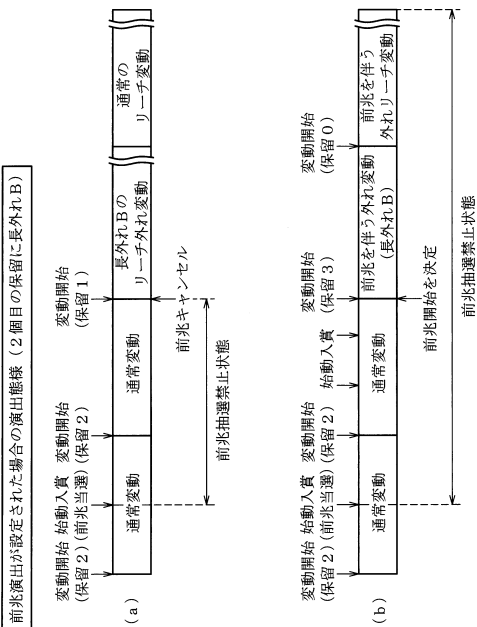 前兆演出が設定された場合の演出態様（２個目の保留に長外れＢ）
変動開始
（保留２）
始動入賞
（前兆当選）
変動開始
（保留２）
変動開始
（保留１）
（ａ）
通常変動
通常変動
長外れＢの
リーチ外れ変動
通常の
リーチ変動
前兆キャンセル
前兆抽選禁止状態
変動開始
（保留２）
始動入賞
（前兆当選）
変動開始
（保留２）
始動入賞
変動開始
（保留３）
変動開始
（保留０）
（ｂ）
通常変動
通常変動
前兆を伴う外れ変動
（長外れＢ）
前兆を伴う
外れリーチ変動
前兆開始を決定
前兆抽選禁止状態